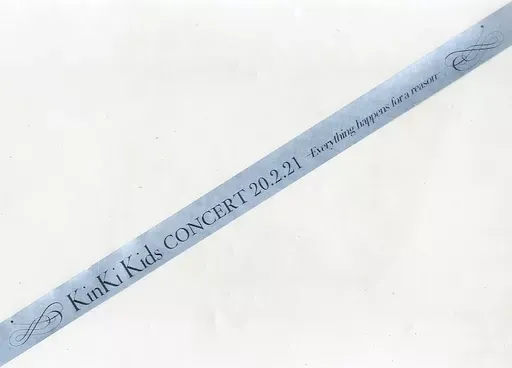 KinKi Kids CONCERT 20.2.21 Everything happens for a reason